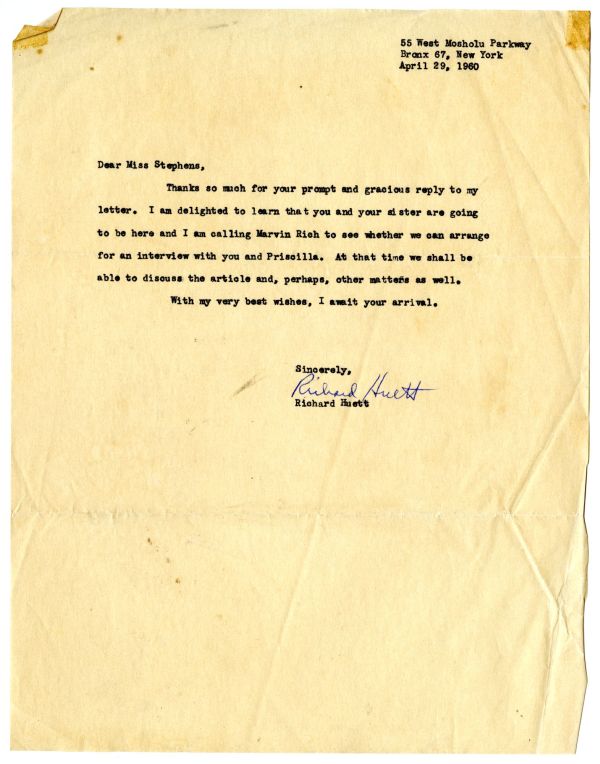 55 West Mosholu Parkway
Bronx 67, New York
April 29, 1960
Dear Miss Stephens,
Thanks so much for your prompt and gracious reply to my
letter. I am delighted to learn that you and your sister are going
to be here and I am calling Marvin Rich to see whether we can arrange
for an interview with you and Priscilla. At that time we shall be
able to discuss the article and, perhaps, other matters as well.
With my very best wishes, I await your arrival.
Sincerely,
Richard Huett
Richard Huett